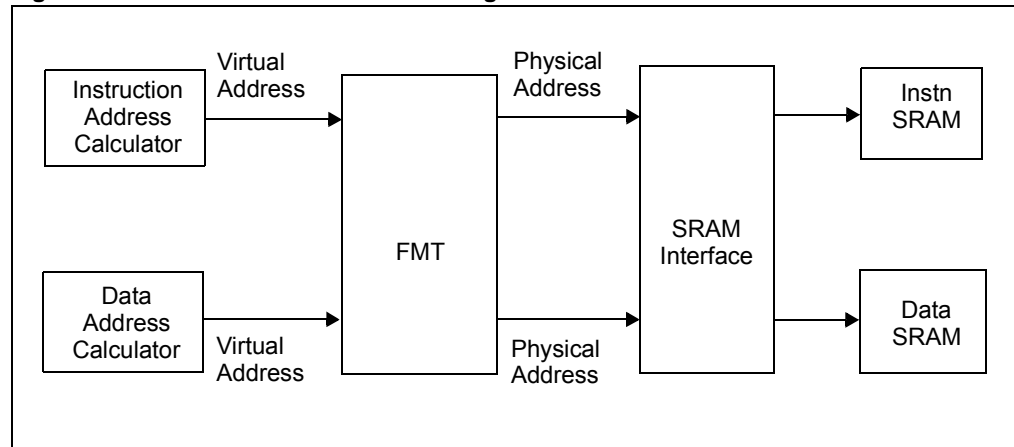 Instruction
Address
Calculator
Virtual
Address
FMT
Physical
Address
SRAM
Interface
Instn
SRAM
Data
Address
Calculator
Virtual
Address
Physical
Address
Data
SRAM